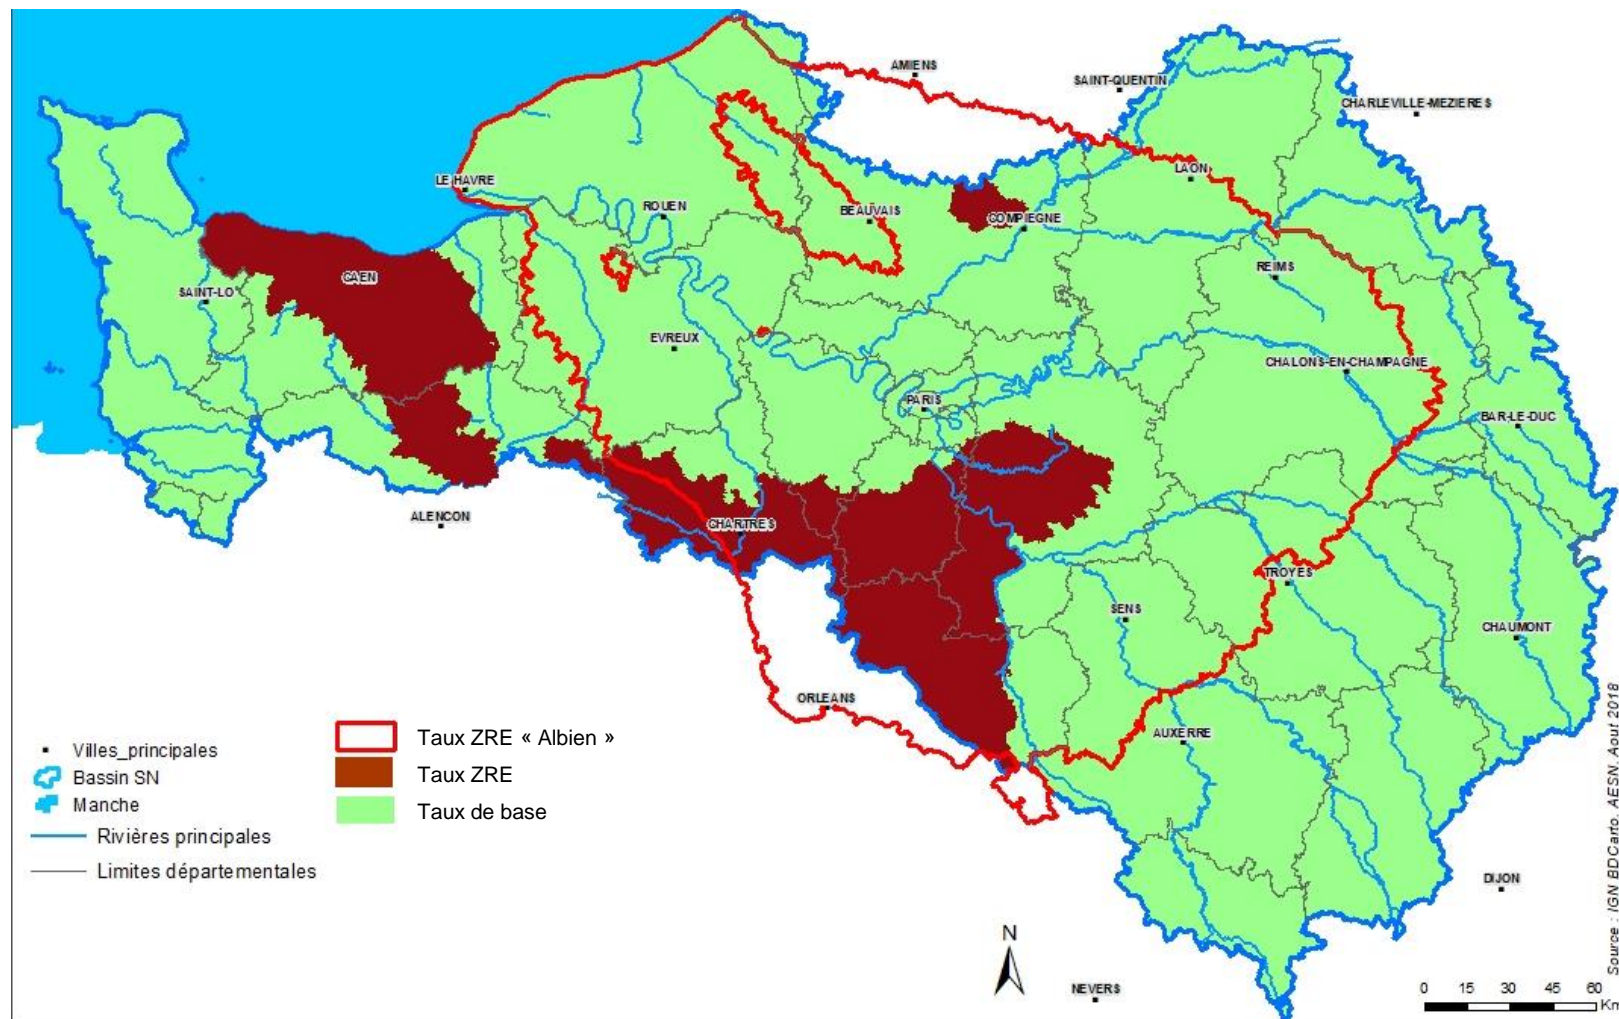 AMIENS
SAINT-QUENTIN
CHARLEVILLE-MEZIERES
LAON
LE HAVRE
ROUEN
BEAUVAIS
COMPIEGNE
REIMS
CAEN
SAINT-LO
EVREUX
CHALONS-EN-CHAMPAGNE
PARIS
BAR-LE-DUC
ALENCON
CHARTRES
TROYES
SENS
CHAUMONT
ORLEANS
AUXERRE
DIJON
NEVERS
Villes_principales
Bassin SN
Manche
Rivières principales
Limites départementales
Taux ZRE « Albien »
Taux ZRE
Taux de base
N
0 15 30 45 60
Km
Source : IGN BDCarto, AESN, Aout 2018